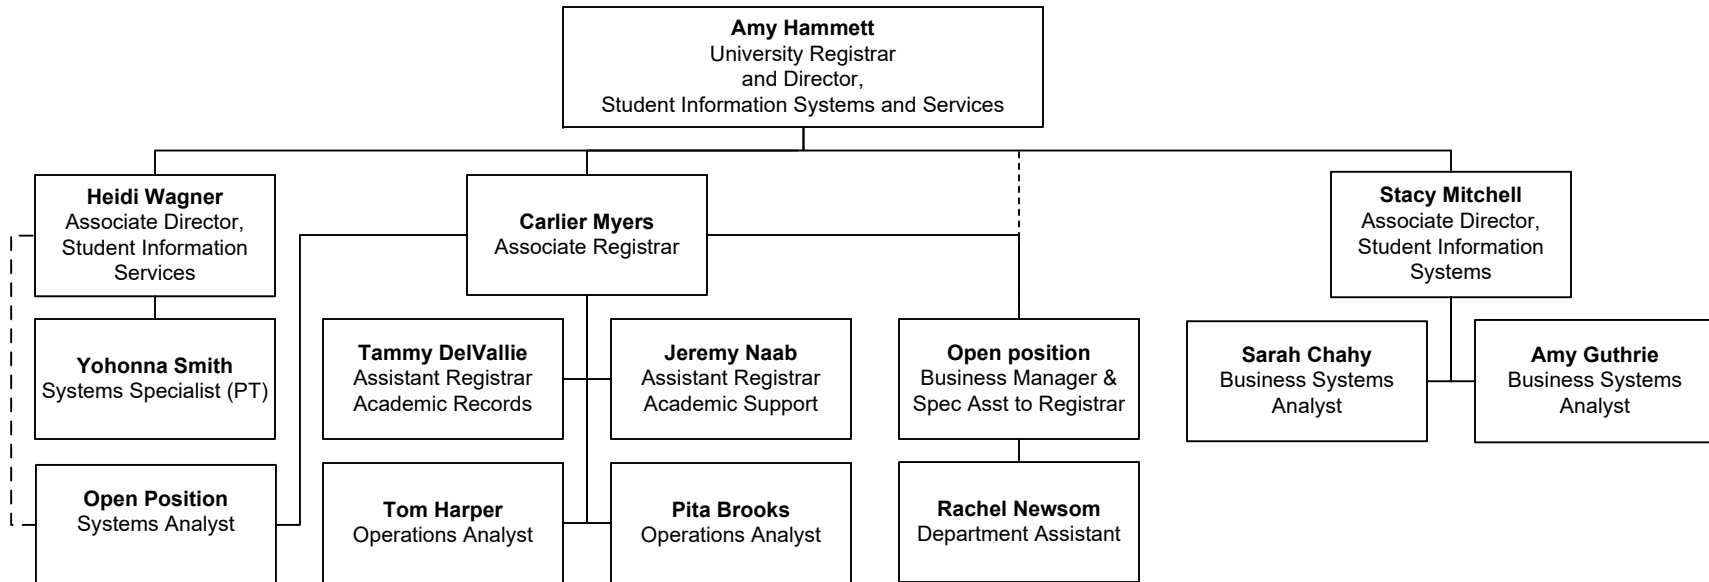 Amy Hammett
University Registrar
and Director,
Student Information Systems and Services
Heidi Wagner
Associate Director,
Student Information
Services
Carlier Myers
Associate Registrar
Stacy Mitchell
Associate Director,
Student Information
Systems
Yohonna Smith
Systems Specialist (PT)
Tammy DelVallie
Assistant Registrar
Academic Records
Jeremy Naab
Assistant Registrar
Academic Support
Open position
Business Manager &
Spec Asst to Registrar
Sarah Chahy
Business Systems
Analyst
Amy Guthrie
Business Systems
Analyst
Open Position
Systems Analyst
Tom Harper
Operations Analyst
Pita Brooks
Operations Analyst
Rachel Newsom
Department Assistant